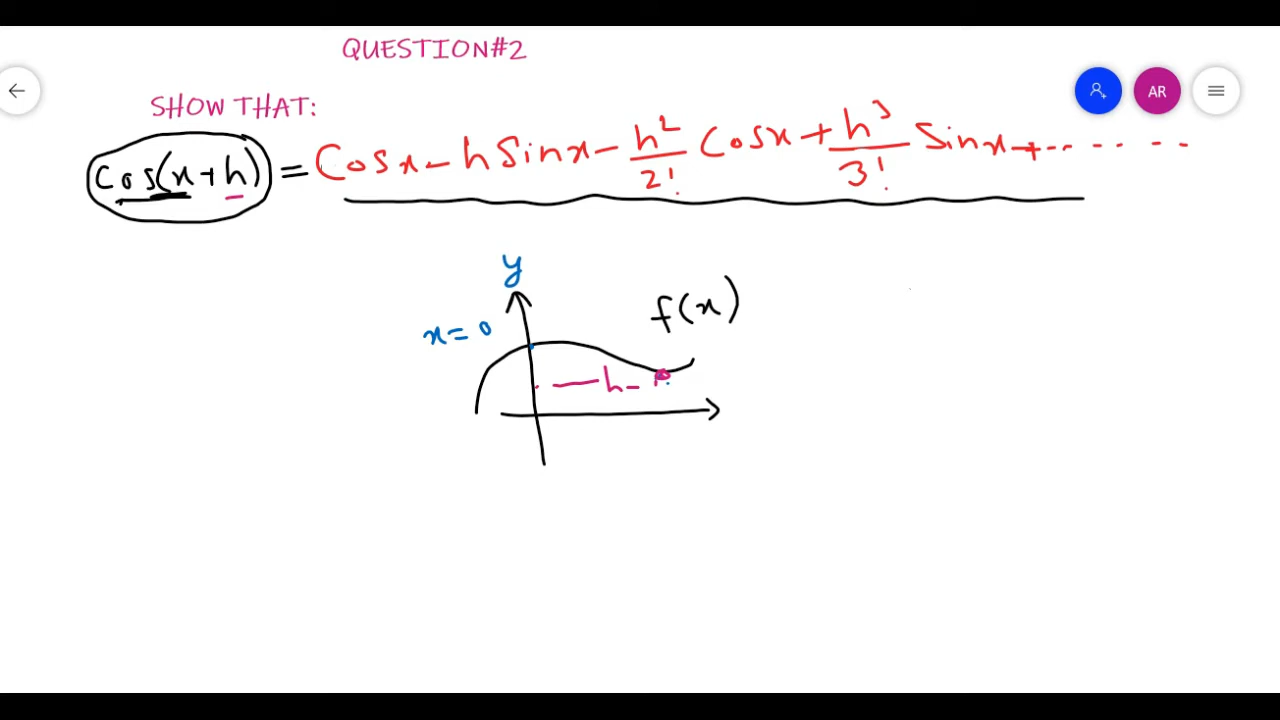 QUESTION#2
SHOW THAT:
AR
Cos(x+h) = Cosx - hSinx - h²/2! Cosx + h³/3! Sinx + .......
y
f(x)
x=0
h